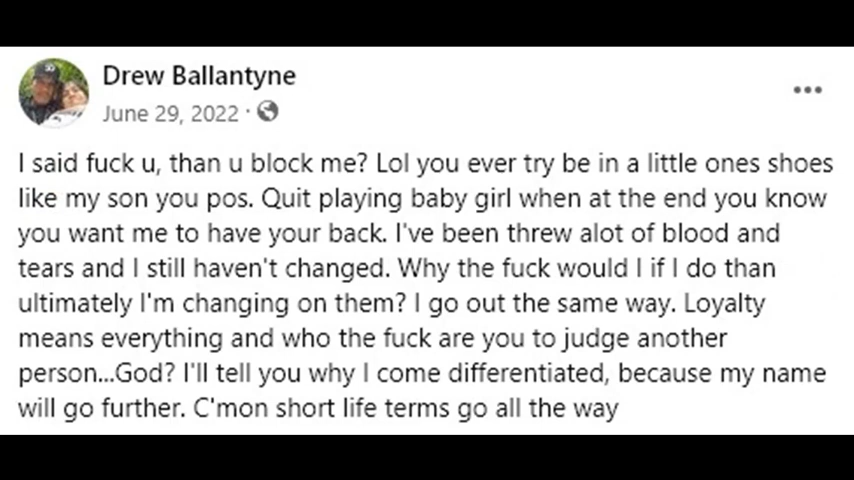 Drew Ballantyne
June 29, 2022 ·
I said fuck u, than u block me? Lol you ever try be in a little ones shoes
like my son you pos. Quit playing baby girl when at the end you know
you want me to have your back. I've been threw alot of blood and
tears and I still haven't changed. Why the fuck would I if I do than
ultimately I'm changing on them? I go out the same way. Loyalty
means everything and who the fuck are you to judge another
person...God? I'll tell you why I come differentiated, because my name
will go further. C'mon short life terms go all the way